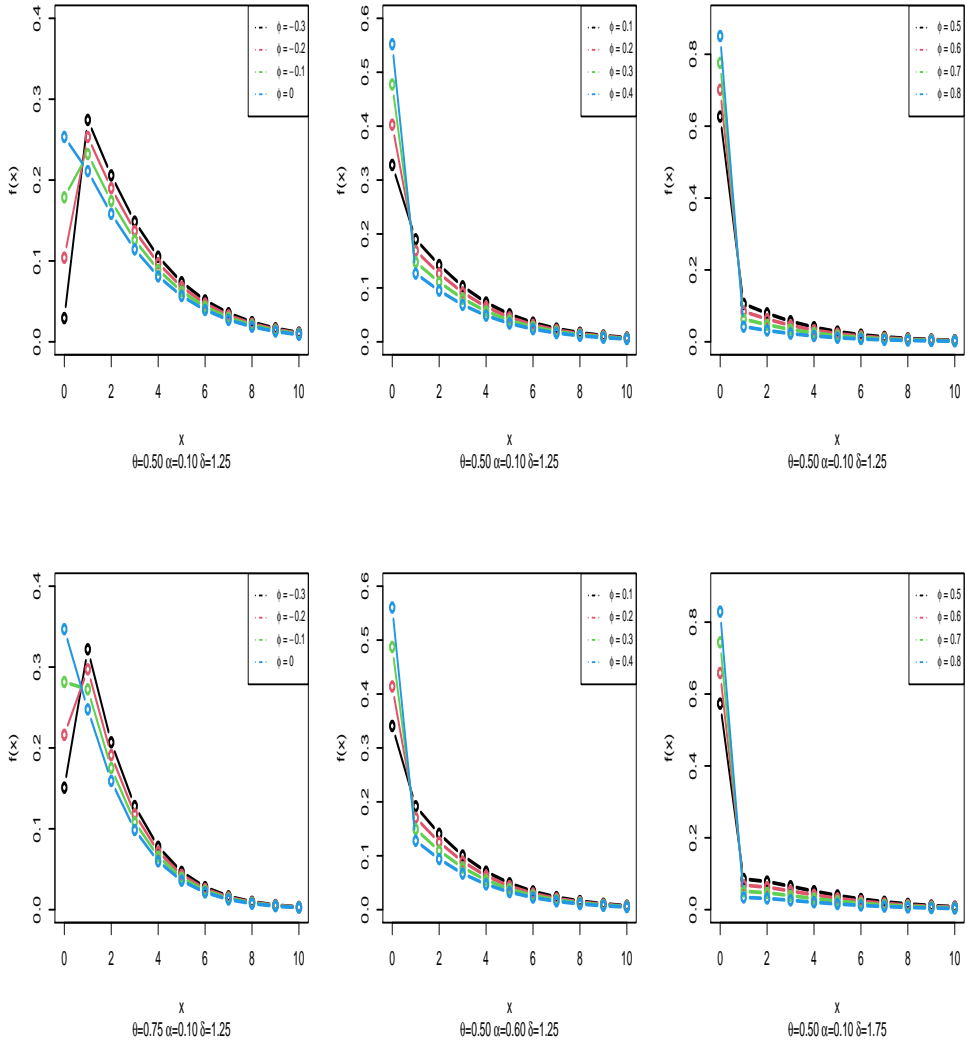 f(x)
0.0 0.1 0.2 0.3 0.4
ϕ = −0.3
ϕ = −0.2
ϕ = −0.1
ϕ = 0
0 2 4 6 8 10
x
θ=0.50 α=0.10 δ=1.25
f(x)
0.0 0.1 0.2 0.3 0.4 0.5 0.6
ϕ = 0.1
ϕ = 0.2
ϕ = 0.3
ϕ = 0.4
0 2 4 6 8 10
x
θ=0.50 α=0.10 δ=1.25
f(x)
0.0 0.2 0.4 0.6 0.8
ϕ = 0.5
ϕ = 0.6
ϕ = 0.7
ϕ = 0.8
0 2 4 6 8 10
x
θ=0.50 α=0.10 δ=1.25
f(x)
0.0 0.1 0.2 0.3 0.4
ϕ = −0.3
ϕ = −0.2
ϕ = −0.1
ϕ = 0
0 2 4 6 8 10
x
θ=0.75 α=0.10 δ=1.25
f(x)
0.0 0.1 0.2 0.3 0.4 0.5 0.6
ϕ = 0.1
ϕ = 0.2
ϕ = 0.3
ϕ = 0.4
0 2 4 6 8 10
x
θ=0.50 α=0.60 δ=1.25
f(x)
0.0 0.2 0.4 0.6 0.8
ϕ = 0.5
ϕ = 0.6
ϕ = 0.7
ϕ = 0.8
0 2 4 6 8 10
x
θ=0.50 α=0.10 δ=1.75